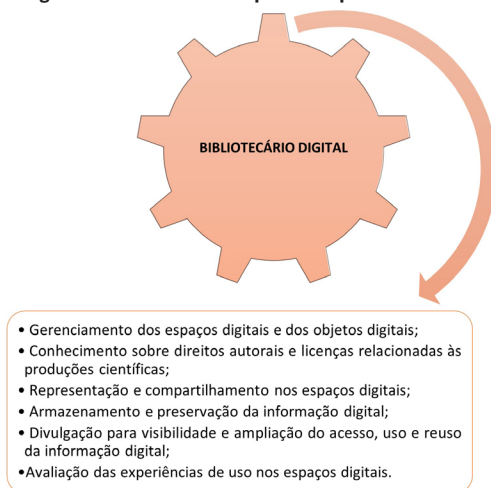 BIBLIOTECÁRIO DIGITAL
• Gerenciamento dos espaços digitais e dos objetos digitais;
• Conhecimento sobre direitos autorais e licenças relacionadas às
produções científicas;
• Representação e compartilhamento nos espaços digitais;
• Armazenamento e preservação da informação digital;
• Divulgação para visibilidade e ampliação do acesso, uso e reuso
da informação digital;
•Avaliação das experiências de uso nos espaços digitais.